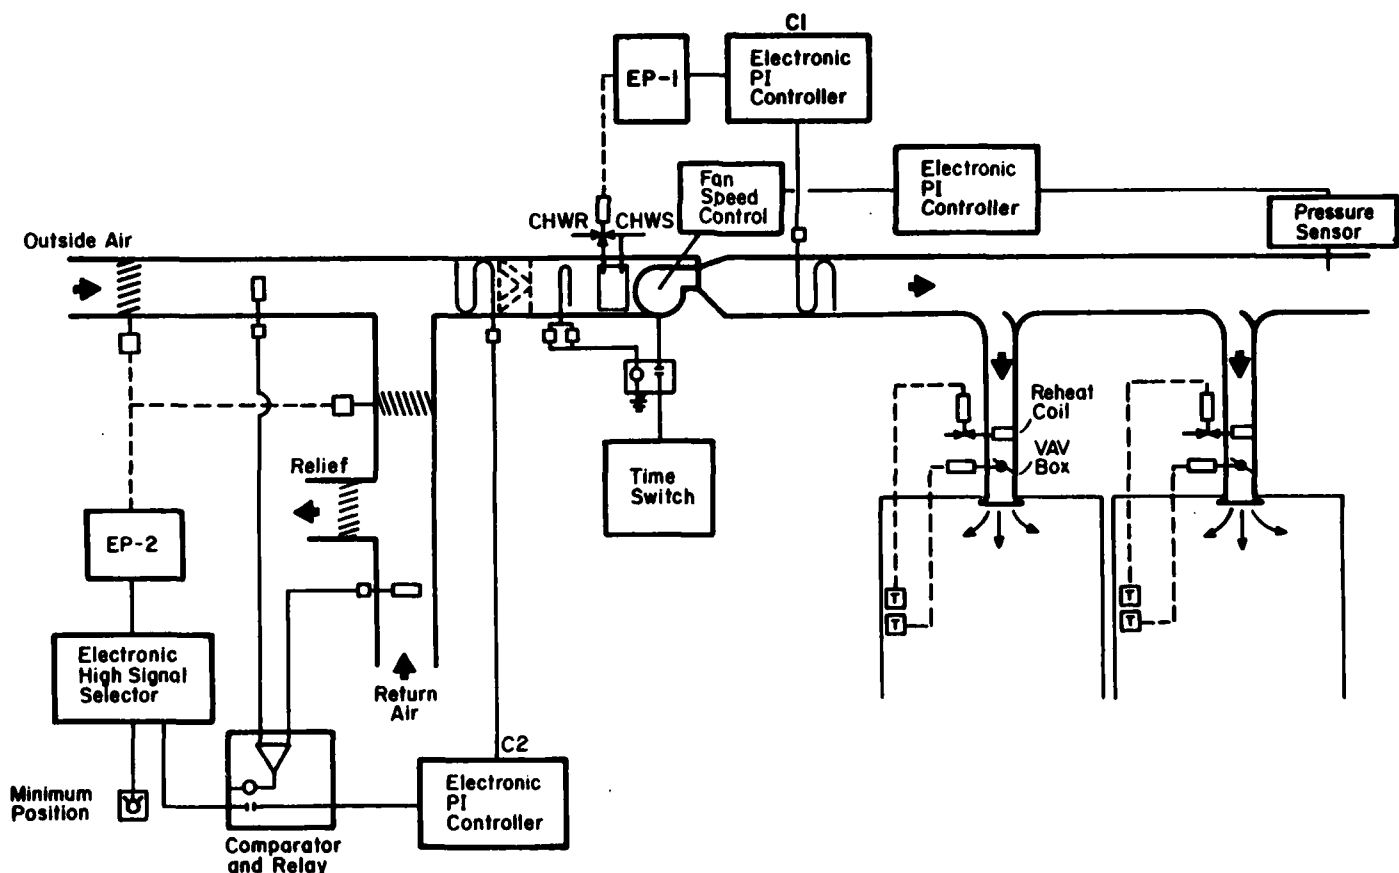 C1
Electronic
PI
Controller
EP-1
Fan
Speed
Control
Electronic
PI
Controller
Pressure
Sensor
CHWR
CHWS
Outside Air
Reheat
Coil
VAV
Box
Relief
Time
Switch
EP-2
T
T
T
T
Electronic
High Signal
Selector
Return
Air
C2
Electronic
PI
Controller
Minimum
Position
Comparator
and Relay